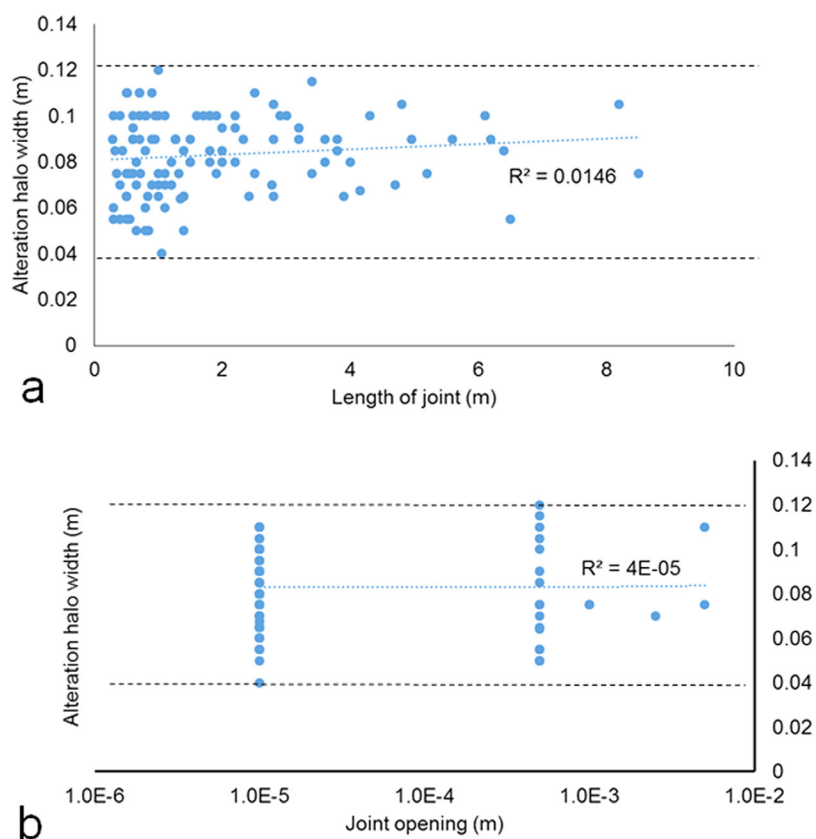 0.14
0.12
0.1
0.08
0.06
0.04
0.02
0
Alteration halo width (m)
R² = 0.0146
0 2 4 6 8 10
Length of joint (m)
a
0.14
0.12
0.1
0.08
0.06
0.04
0.02
0
Alteration halo width (m)
R² = 4E-05
1.0E-6 1.0E-5 1.0E-4 1.0E-3 1.0E-2
Joint opening (m)
b